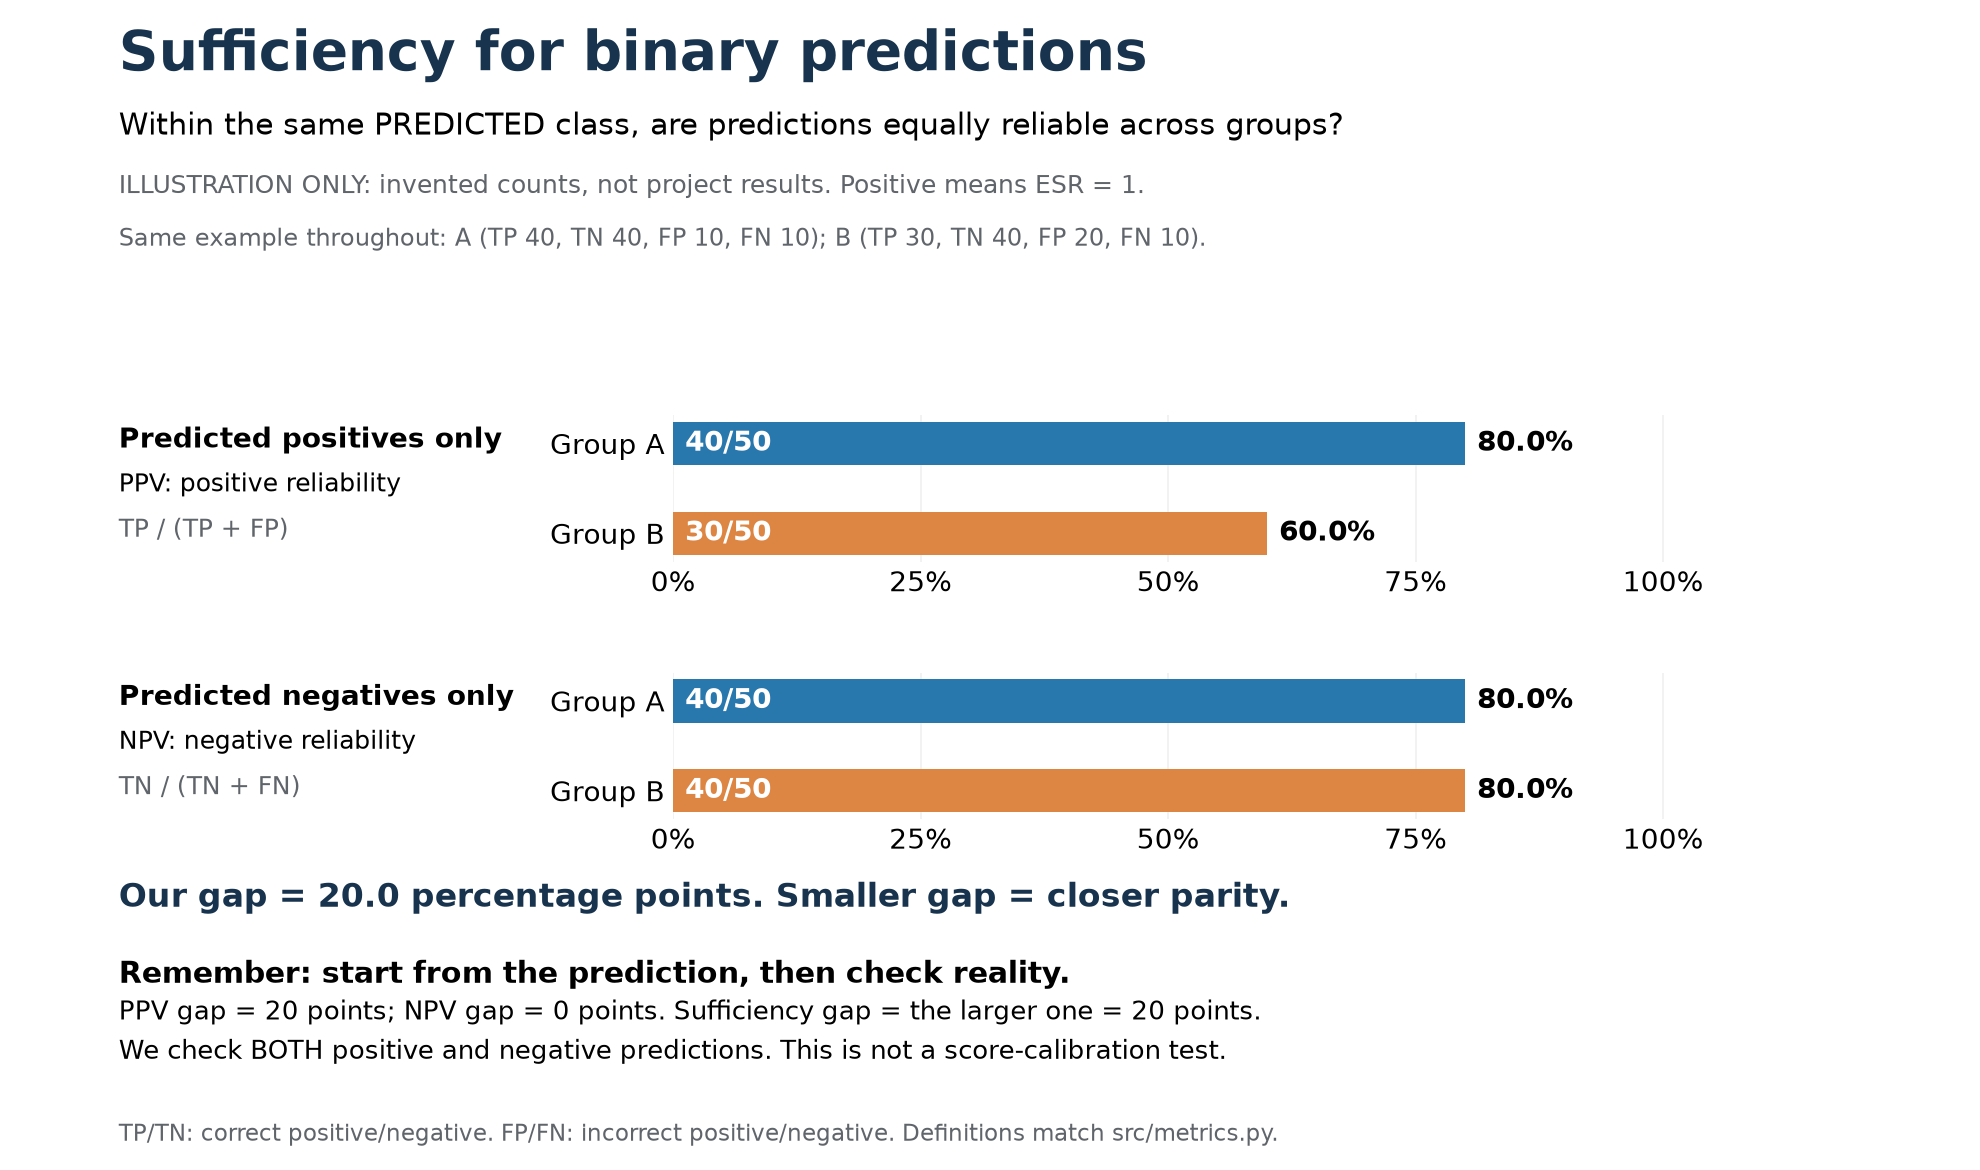 Sufficiency for binary predictions
Within the same PREDICTED class, are predictions equally reliable across groups?
ILLUSTRATION ONLY: invented counts, not project results. Positive means ESR = 1.
Same example throughout: A (TP 40, TN 40, FP 10, FN 10); B (TP 30, TN 40, FP 20, FN 10).
Predicted positives only
PPV: positive reliability
TP / (TP + FP)
Group A 40/50 80.0%
Group B 30/50 60.0%
0% 25% 50% 75% 100%
Predicted negatives only
NPV: negative reliability
TN / (TN + FN)
Group A 40/50 80.0%
Group B 40/50 80.0%
0% 25% 50% 75% 100%
Our gap = 20.0 percentage points. Smaller gap = closer parity.
Remember: start from the prediction, then check reality.
PPV gap = 20 points; NPV gap = 0 points. Sufficiency gap = the larger one = 20 points.
We check BOTH positive and negative predictions. This is not a score-calibration test.
TP/TN: correct positive/negative. FP/FN: incorrect positive/negative. Definitions match src/metrics.py.